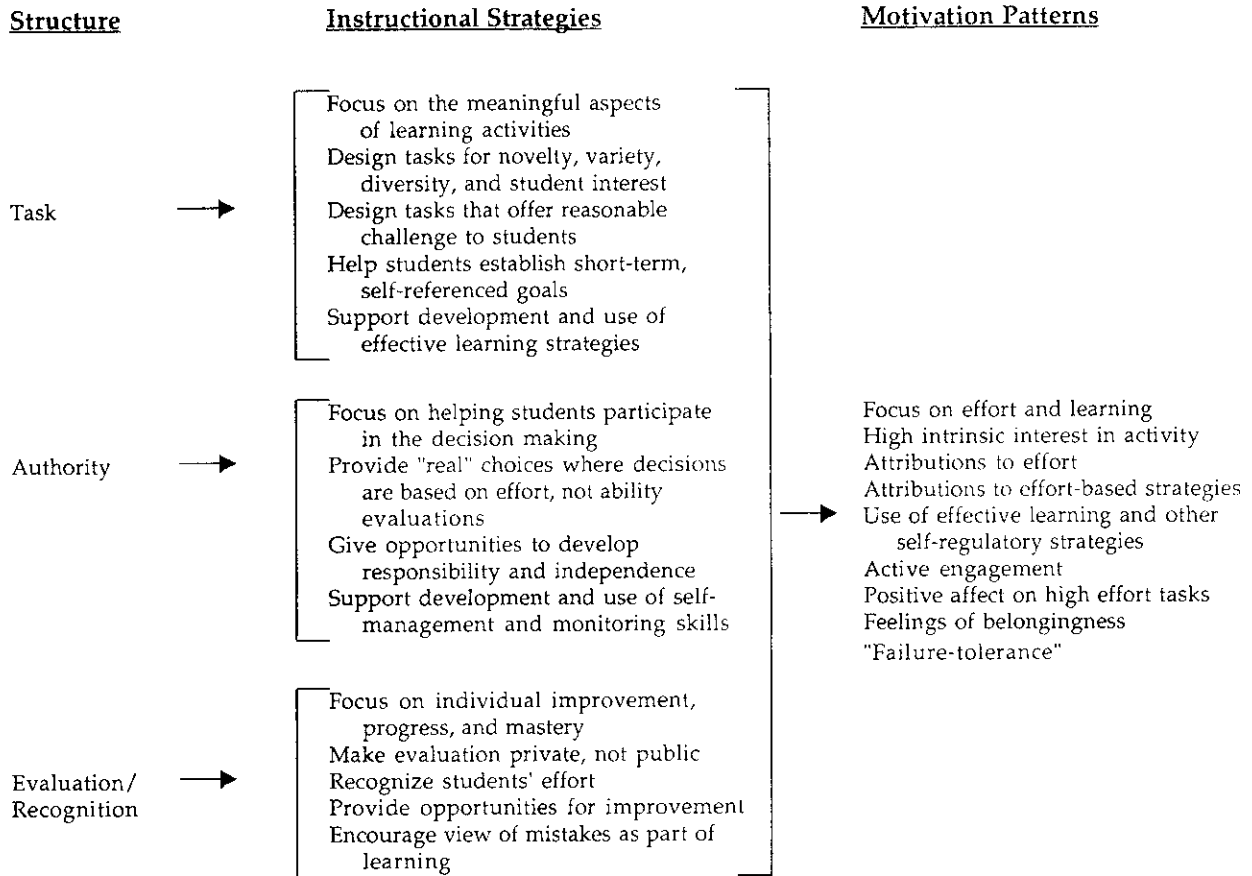 Structure
Instructional Strategies
Motivation Patterns
Task
Focus on the meaningful aspects
of learning activities
Design tasks for novelty, variety,
diversity, and student interest
Design tasks that offer reasonable
challenge to students
Help students establish short-term,
self-referenced goals
Support development and use of
effective learning strategies
Authority
Focus on helping students participate
in the decision making
Provide "real" choices where decisions
are based on effort, not ability
evaluations
Give opportunities to develop
responsibility and independence
Support development and use of self-
management and monitoring skills
Evaluation/
Recognition
Focus on individual improvement,
progress, and mastery
Make evaluation private, not public
Recognize students' effort
Provide opportunities for improvement
Encourage view of mistakes as part of
learning
Focus on effort and learning
High intrinsic interest in activity
Attributions to effort
Attributions to effort-based strategies
Use of effective learning and other
self-regulatory strategies
Active engagement
Positive affect on high effort tasks
Feelings of belongingness
"Failure-tolerance"